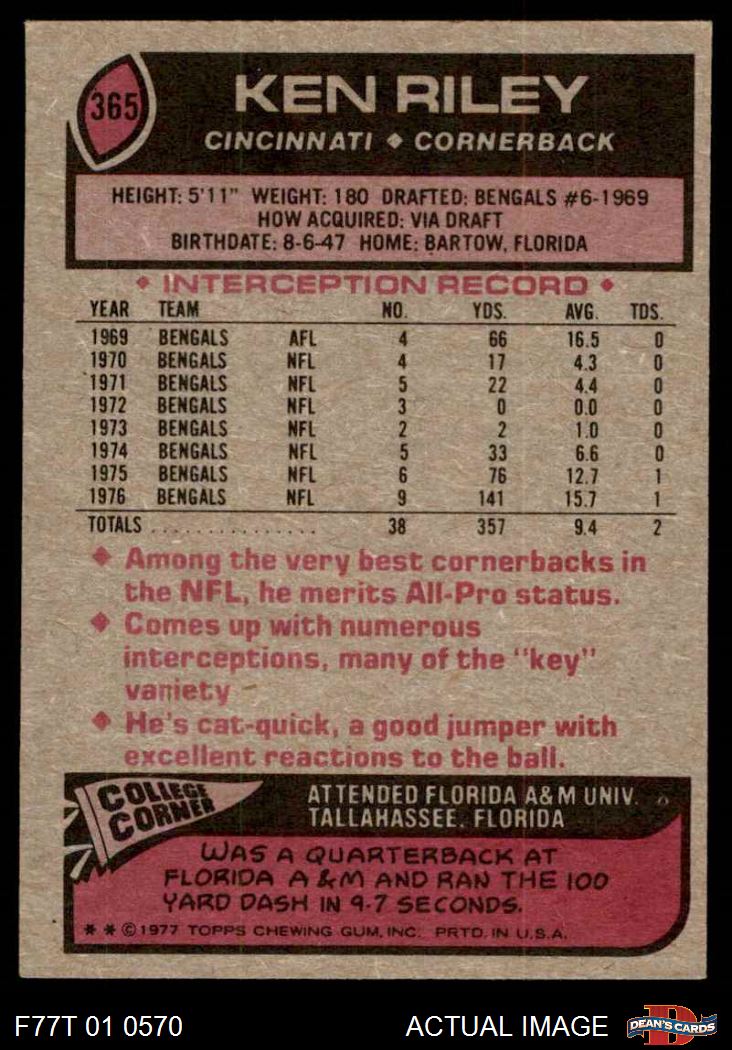 365
KEN RILEY
CINCINNATI ◆ CORNERBACK
HEIGHT: 5'11" WEIGHT: 180 DRAFTED: BENGALS #6-1969
HOW ACQUIRED: VIA DRAFT
BIRTHDATE: 8-6-47 HOME: BARTOW, FLORIDA
◆ INTERCEPTION RECORD ◆
YEAR TEAM NO. YDS. AVG. TDS.
1969 BENGALS AFL 4 66 16.5 0
1970 BENGALS NFL 4 17 4.3 0
1971 BENGALS NFL 5 22 4.4 0
1972 BENGALS NFL 3 0 0.0 0
1973 BENGALS NFL 2 2 1.0 0
1974 BENGALS NFL 5 33 6.6 0
1975 BENGALS NFL 6 76 12.7 1
1976 BENGALS NFL 9 141 15.7 1
TOTALS ................ 38 357 9.4 2
◆ Among the very best cornerbacks in
the NFL, he merits All-Pro status.
◆ Comes up with numerous
interceptions, many of the "key"
variety
◆ He's cat-quick, a good jumper with
excellent reactions to the ball.
COLLEGE
CORNER
ATTENDED FLORIDA A&M UNIV.
TALLAHASSEE, FLORIDA
WAS A QUARTERBACK AT
FLORIDA A&M AND RAN THE 100
YARD DASH IN 9.7 SECONDS.
* * © 1977 TOPPS CHEWING GUM, INC. PRTD. IN U.S.A.
F77T 01 0570 ACTUAL IMAGE DEAN'S CARDS